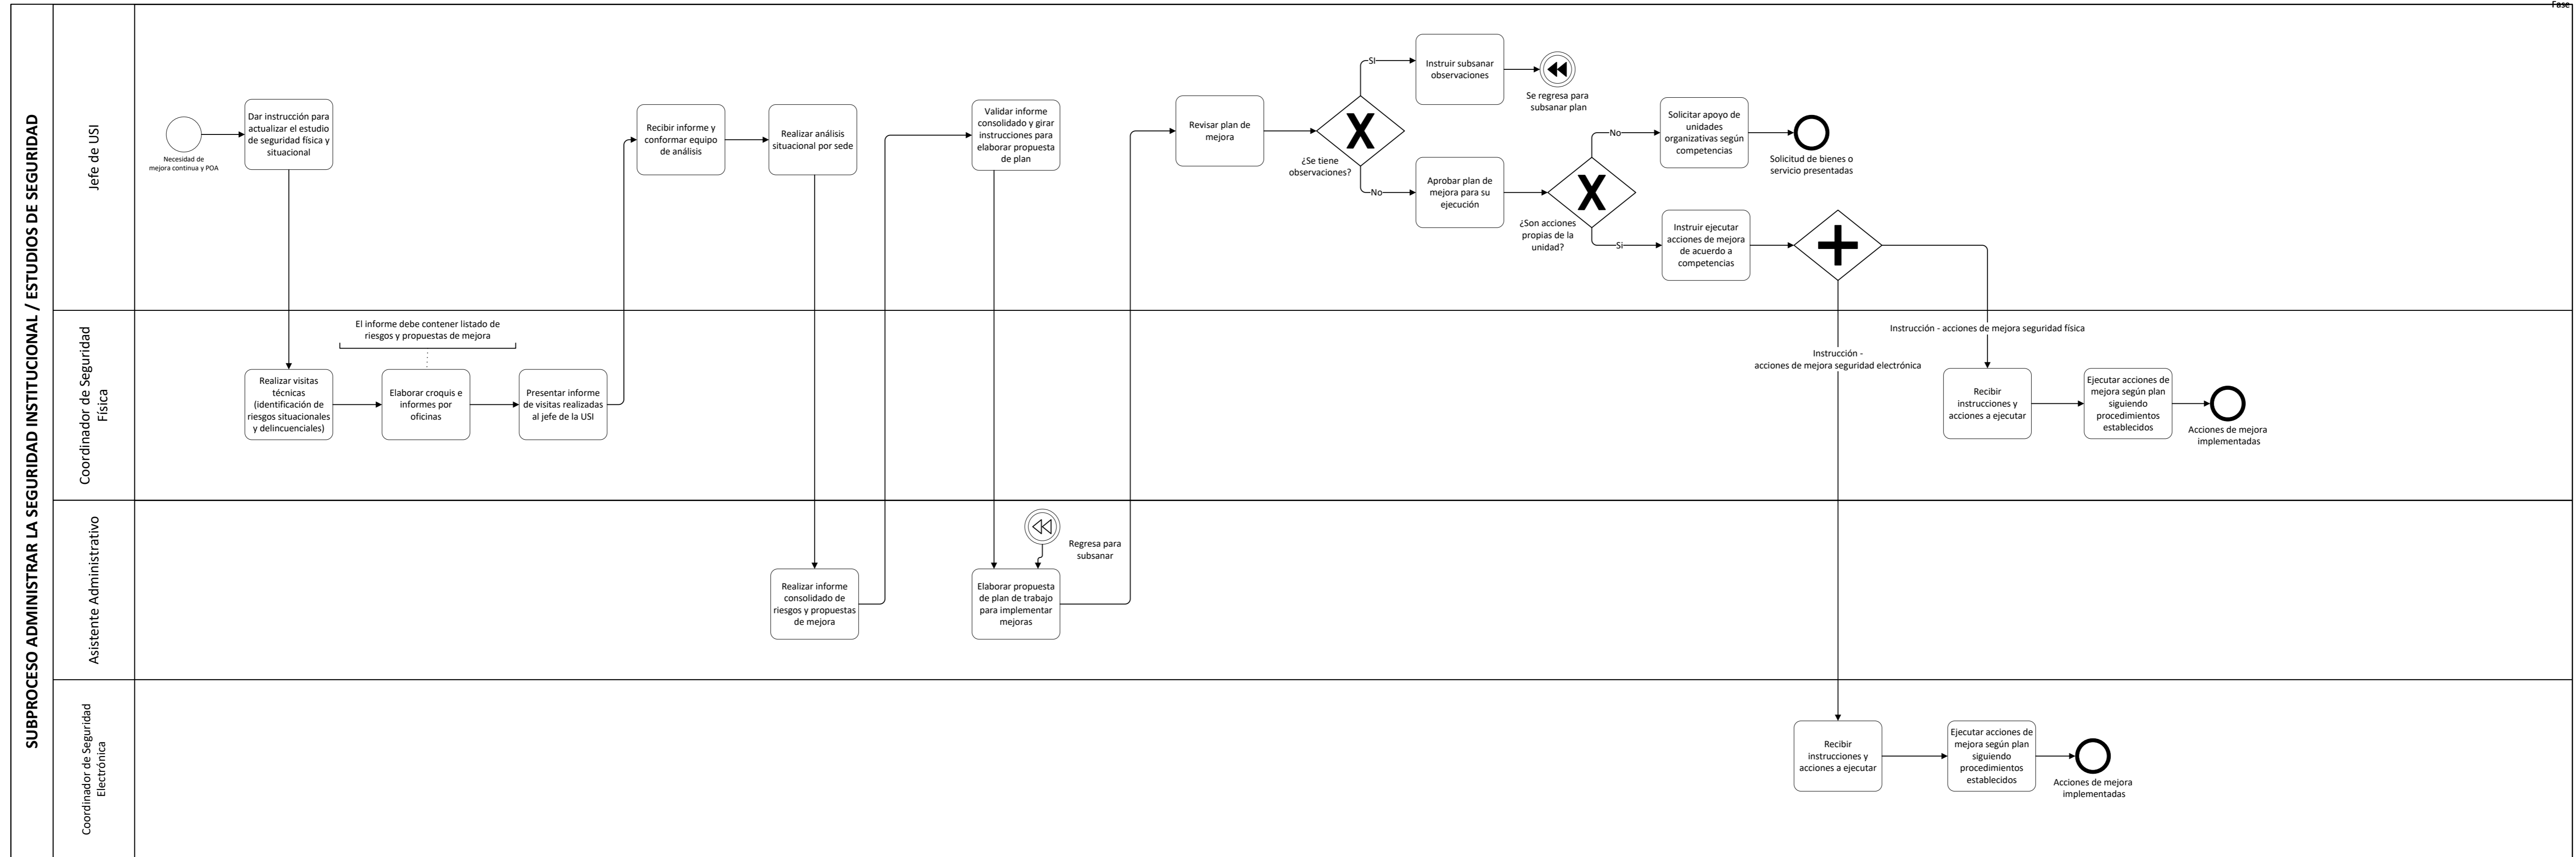 Fase
SUBPROCESO ADMINISTRAR LA SEGURIDAD INSTITUCIONAL / ESTUDIOS DE SEGURIDAD
Jefe de USI
Necesidad de
mejora continua y POA
Dar instrucción para
actualizar el estudio
de seguridad física y
situacional
Recibir informe y
conformar equipo
de análisis
Realizar análisis
situacional por sede
Validar informe
consolidado y girar
instrucciones para
elaborar propuesta
de plan
Revisar plan de
mejora
¿Se tiene
observaciones?
SI
Instruir subsanar
observaciones
Se regresa para
subsanar plan
No
Aprobar plan de
mejora para su
ejecución
¿Son acciones
propias de la
unidad?
No
Solicitar apoyo de
unidades
organizativas según
competencias
Solicitud de bienes o
servicio presentadas
Si
Instruir ejecutar
acciones de mejora
de acuerdo a
competencias
Coordinador de Seguridad
Física
El informe debe contener listado de
riesgos y propuestas de mejora
Realizar visitas
técnicas
(identificación de
riesgos situacionales
y delincuenciales)
Elaborar croquis e
informes por
oficinas
Presentar informe
de visitas realizadas
al jefe de la USI
Instrucción - acciones de mejora seguridad física
Instrucción -
acciones de mejora seguridad electrónica
Recibir
instrucciones y
acciones a ejecutar
Ejecutar acciones de
mejora según plan
siguiendo
procedimientos
establecidos
Acciones de mejora
implementadas
Asistente Administrativo
Realizar informe
consolidado de
riesgos y propuestas
de mejora
Regresa para
subsanar
Elaborar propuesta
de plan de trabajo
para implementar
mejoras
Coordinador de Seguridad
Electrónica
Recibir
instrucciones y
acciones a ejecutar
Ejecutar acciones de
mejora según plan
siguiendo
procedimientos
establecidos
Acciones de mejora
implementadas